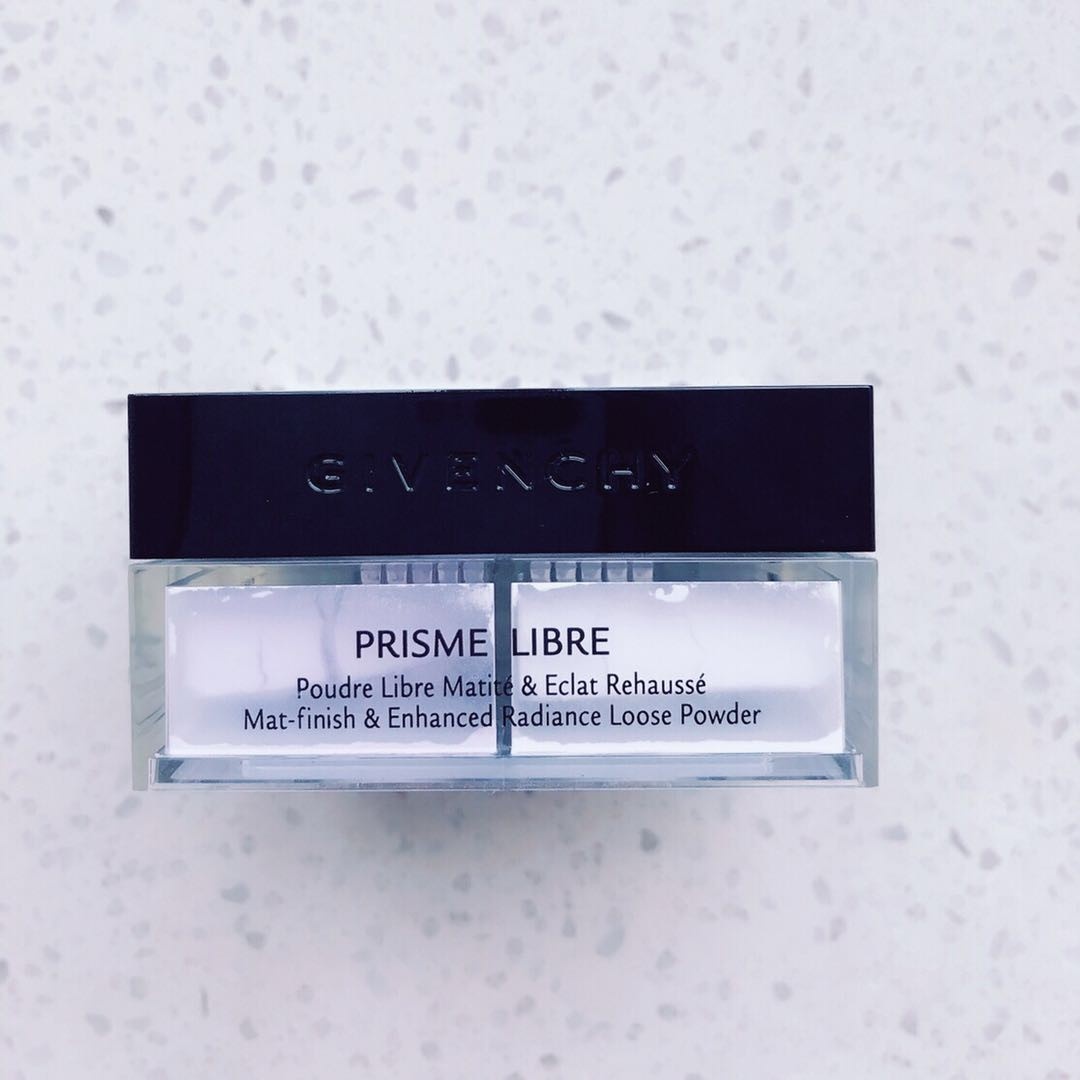 GIVENCHY
PRISME LIBRE
Poudre Libre Matité & Eclat Rehaussé
Mat-finish & Enhanced Radiance Loose Powder